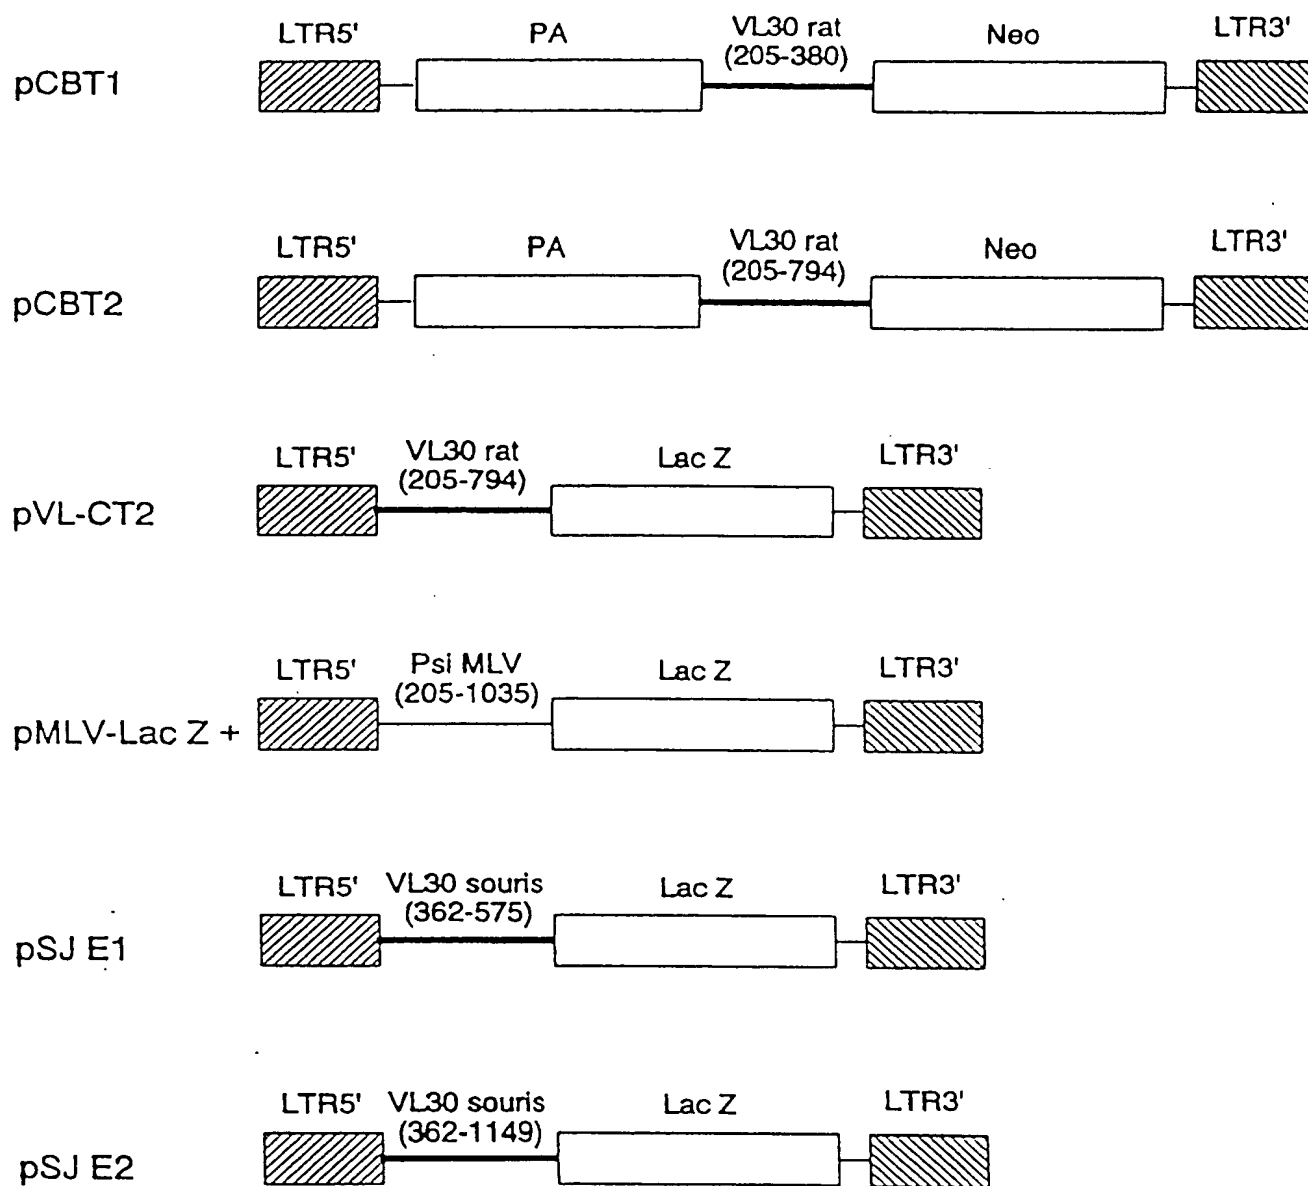 LTR5' PA VL30 rat Neo LTR3'
(205-380)
pCBT1
LTR5' PA VL30 rat Neo LTR3'
(205-794)
pCBT2
LTR5' VL30 rat Lac Z LTR3'
(205-794)
pVL-CT2
LTR5' Psi MLV Lac Z LTR3'
(205-1035)
pMLV-Lac Z +
LTR5' VL30 souris Lac Z LTR3'
(362-575)
pSJ E1
LTR5' VL30 souris Lac Z LTR3'
(362-1149)
pSJ E2